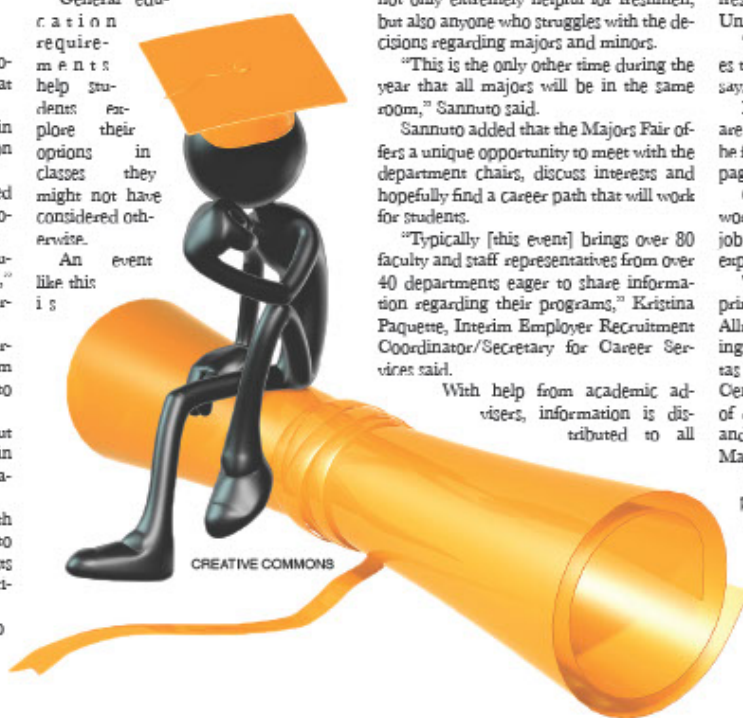 General edu-
cation
require-
ments
help stu-
dents ex-
plore their
options in
classes they
might not have
considered oth-
erwise.
An event
like this
is
not only extremely helpful for freshmen,
but also anyone who struggles with the de-
cisions regarding majors and minors.
"This is the only other time during the
year that all majors will be in the same
room," Sannuto said.
Sannuto added that the Majors Fair of-
fers a unique opportunity to meet with the
department chairs, discuss interests and
hopefully find a career path that will work
for students.
"Typically [this event] brings over 80
faculty and staff representatives from over
40 departments eager to share informa-
tion regarding their programs," Kristina
Paquette, Interim Employer Recruitment
Coordinator/Secretary for Career Ser-
vices said.
With help from academic ad-
visers, information is dis-
tributed to all
CREATIVE COMMONS